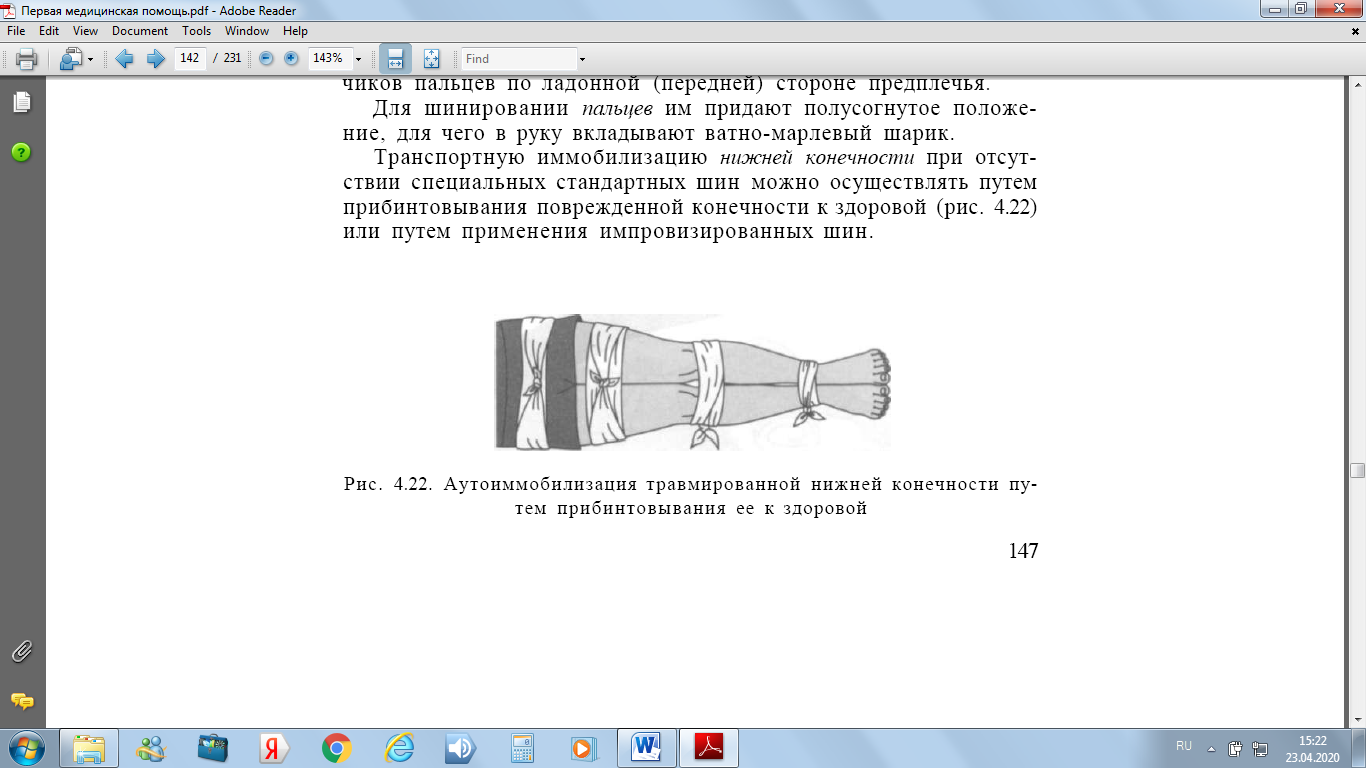 Первая медицинская помощь.pdf - Adobe Reader
File Edit View Document Tools Window Help
142 / 231 143% Find
чиков пальцев по ладонной (передней) стороне предплечья.
Для шинировании пальцев им придают полусогнутое положе-
ние, для чего в руку вкладывают ватно-марлевый шарик.
Транспортную иммобилизацию нижней конечности при отсут-
ствии специальных стандартных шин можно осуществлять путем
прибинтовывания поврежденной конечности к здоровой (рис. 4.22)
или путем применения импровизированных шин.
Рис. 4.22. Аутоиммобилизация травмированной нижней конечности пу-
тем прибинтовывания ее к здоровой
147
RU
15:22
23.04.2020